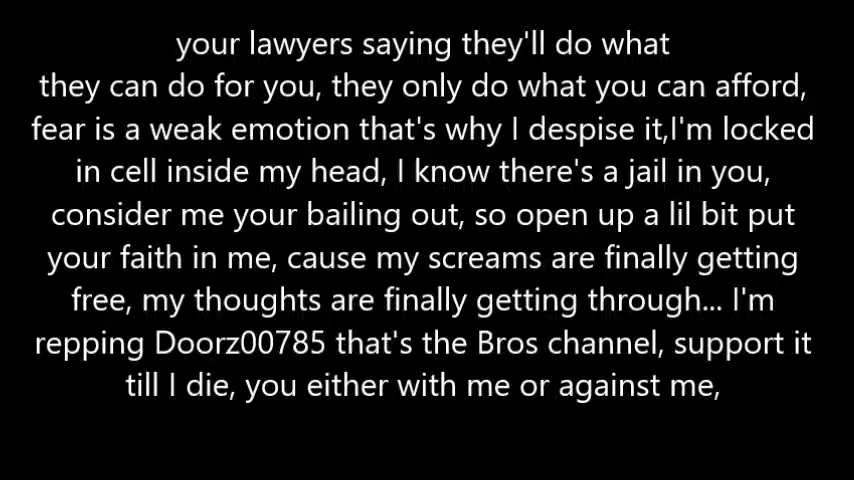 your lawyers saying they'll do what
they can do for you, they only do what you can afford,
fear is a weak emotion that's why I despise it,I'm locked
in cell inside my head, I know there's a jail in you,
consider me your bailing out, so open up a lil bit put
your faith in me, cause my screams are finally getting
free, my thoughts are finally getting through... I'm
repping Doorz00785 that's the Bros channel, support it
till I die, you either with me or against me,